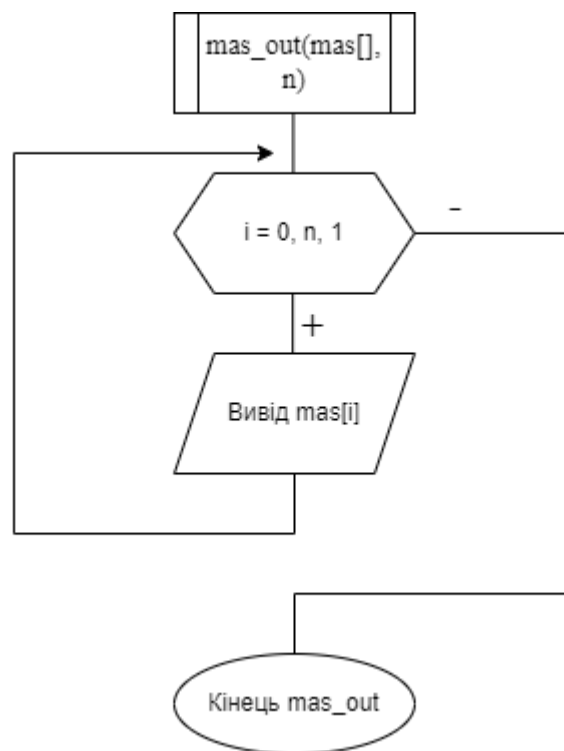 mas_out(mas[],
n)
i = 0, n, 1
-
+
Вивід mas[i]
Кінець mas_out